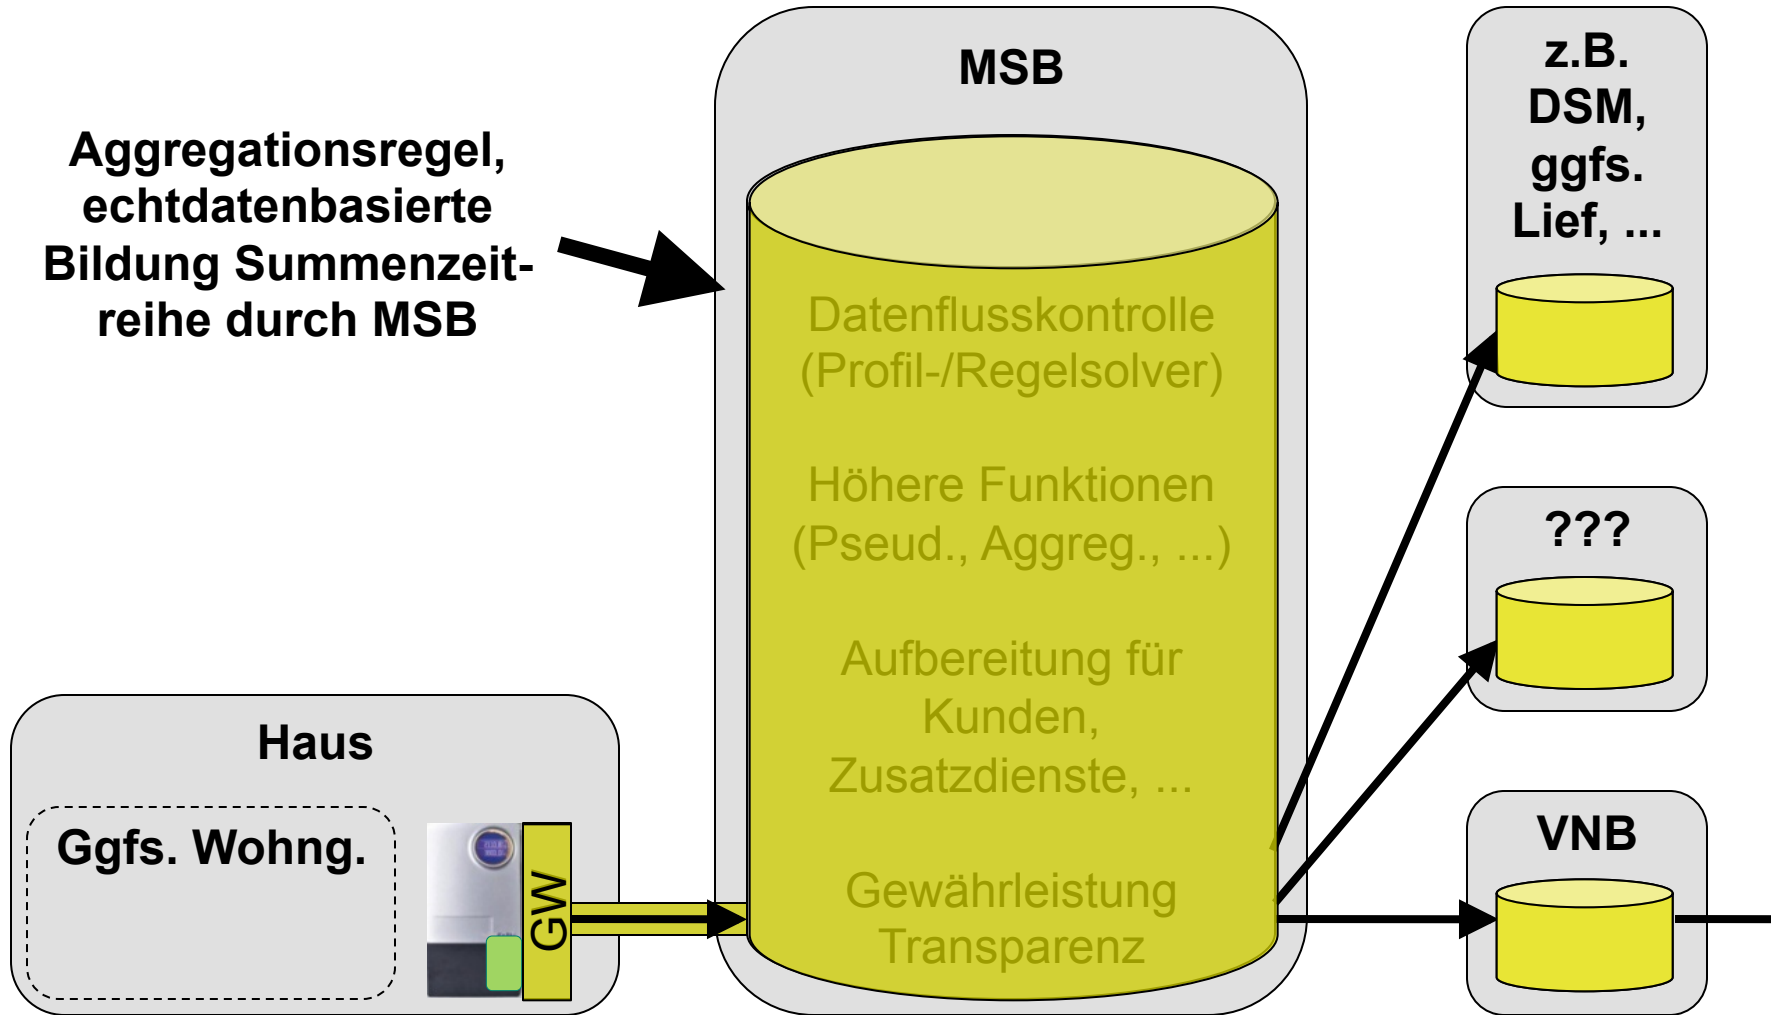 Aggregationsregel,
echtdatenbasierte
Bildung Summenzeit-
reihe durch MSB
MSB
Datenflusskontrolle
(Profil-/Regelsolver)
Höhere Funktionen
(Pseud., Aggreg., ...)
Aufbereitung für
Kunden,
Zusatzdienste, ...
Gewährleistung
Transparenz
z.B.
DSM,
ggfs.
Lief, ...
???
VNB
Haus
Ggfs. Wohng.
GW